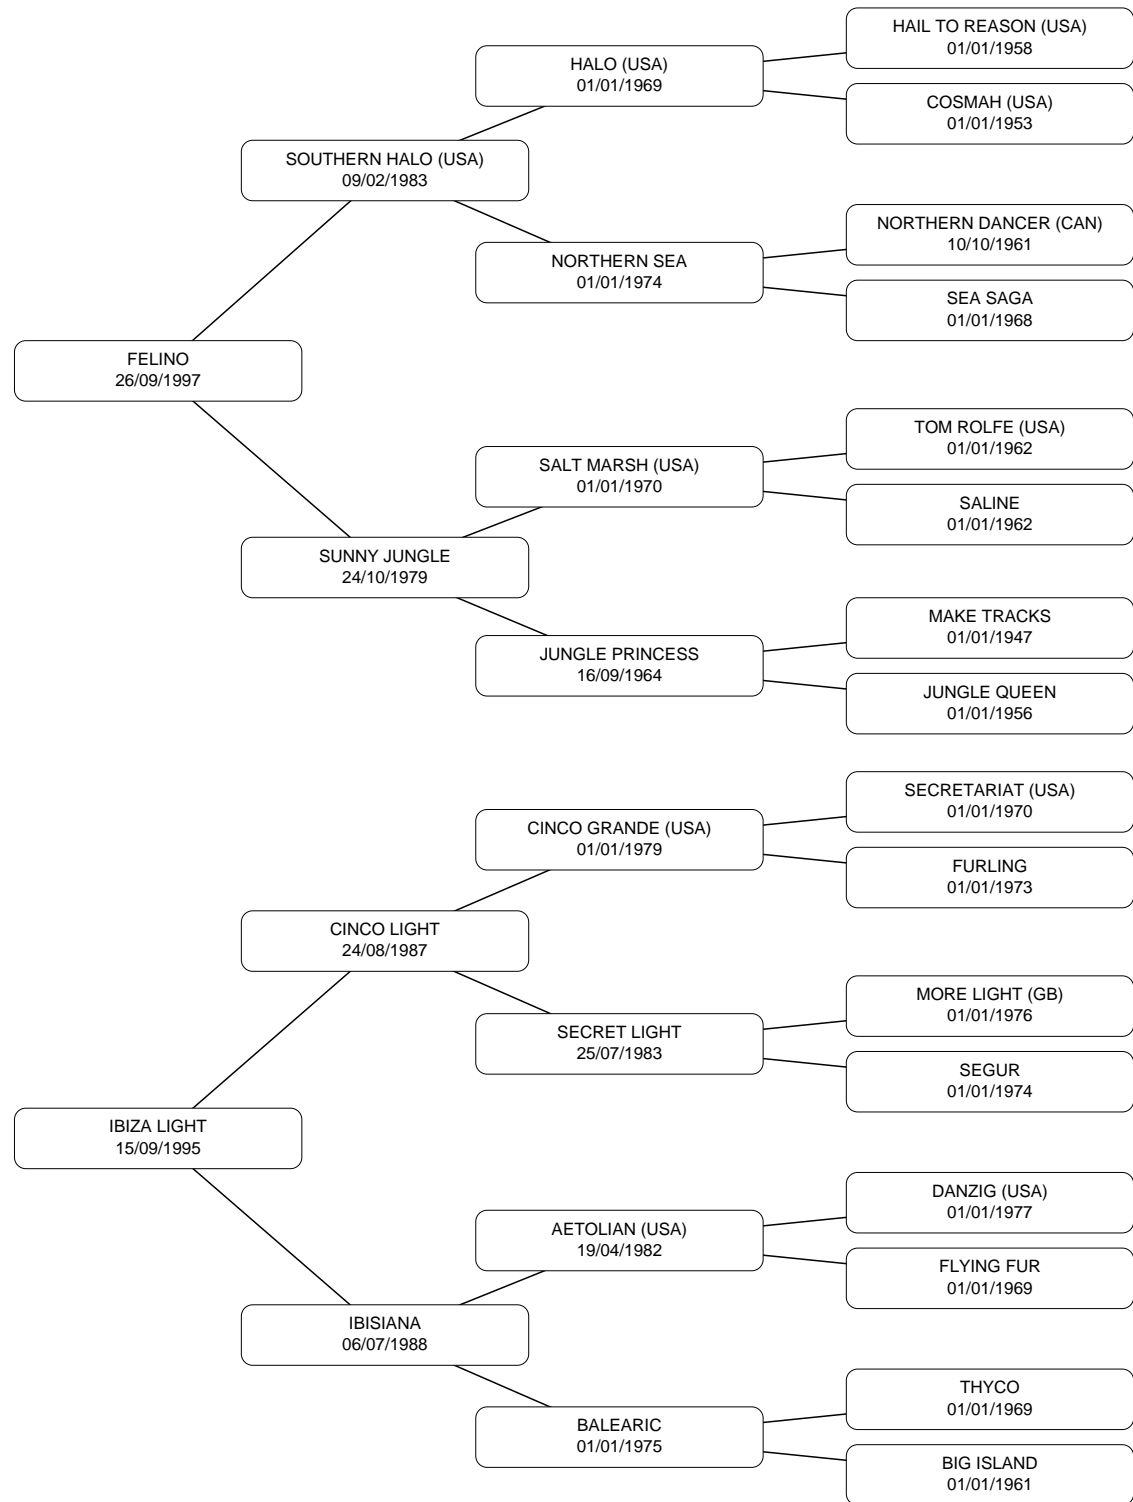 HAIL TO REASON (USA)
01/01/1958
HALO (USA)
01/01/1969
COSMAH (USA)
01/01/1953
SOUTHERN HALO (USA)
09/02/1983
NORTHERN DANCER (CAN)
10/10/1961
NORTHERN SEA
01/01/1974
SEA SAGA
01/01/1968
FELINO
26/09/1997
TOM ROLFE (USA)
01/01/1962
SALT MARSH (USA)
01/01/1970
SALINE
01/01/1962
SUNNY JUNGLE
24/10/1979
MAKE TRACKS
01/01/1947
JUNGLE PRINCESS
16/09/1964
JUNGLE QUEEN
01/01/1956
SECRETARIAT (USA)
01/01/1970
CINCO GRANDE (USA)
01/01/1979
FURLING
01/01/1973
CINCO LIGHT
24/08/1987
MORE LIGHT (GB)
01/01/1976
SECRET LIGHT
25/07/1983
SEGUR
01/01/1974
IBIZA LIGHT
15/09/1995
DANZIG (USA)
01/01/1977
AETOLIAN (USA)
19/04/1982
FLYING FUR
01/01/1969
IBISIANA
06/07/1988
THYCO
01/01/1969
BALEARIC
01/01/1975
BIG ISLAND
01/01/1961